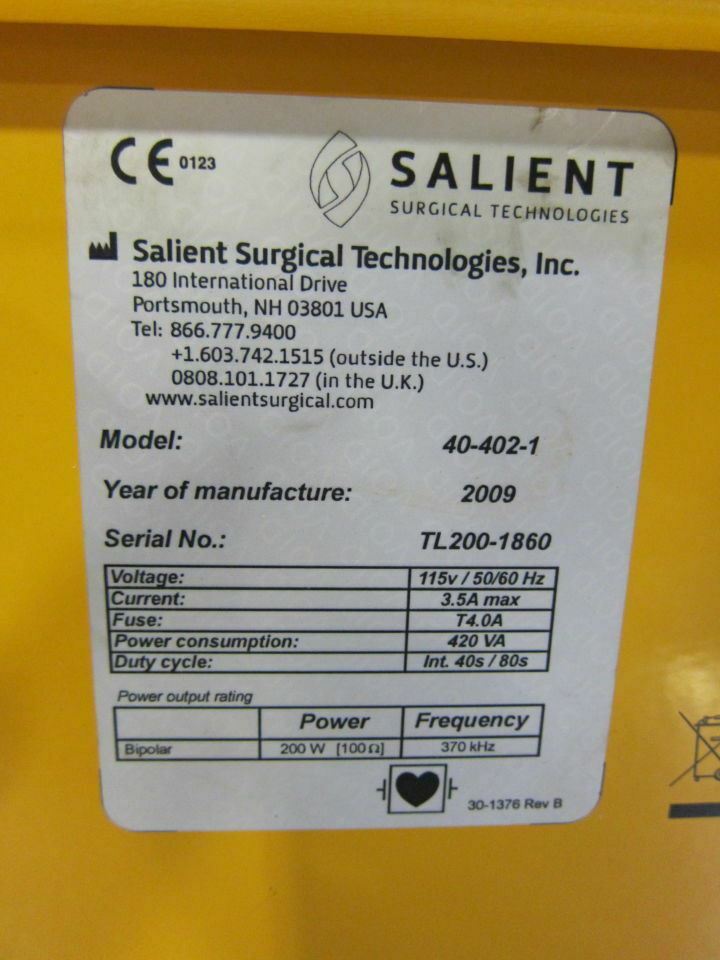 CE 0123
SALIENT
SURGICAL TECHNOLOGIES
Salient Surgical Technologies, Inc.
180 International Drive
Portsmouth, NH 03801 USA
Tel: 866.777.9400
+1.603.742.1515 (outside the U.S.)
0808.101.1727 (in the U.K.)
www.salientsurgical.com
Model: 40-402-1
Year of manufacture: 2009
Serial No.: TL200-1860
Voltage: 115v / 50/60 Hz
Current: 3.5A max
Fuse: T4.0A
Power consumption: 420 VA
Duty cycle: Int. 40s / 80s
Power output rating
Power Frequency
Bipolar 200 W [100Ω] 370 kHz
30-1376 Rev B